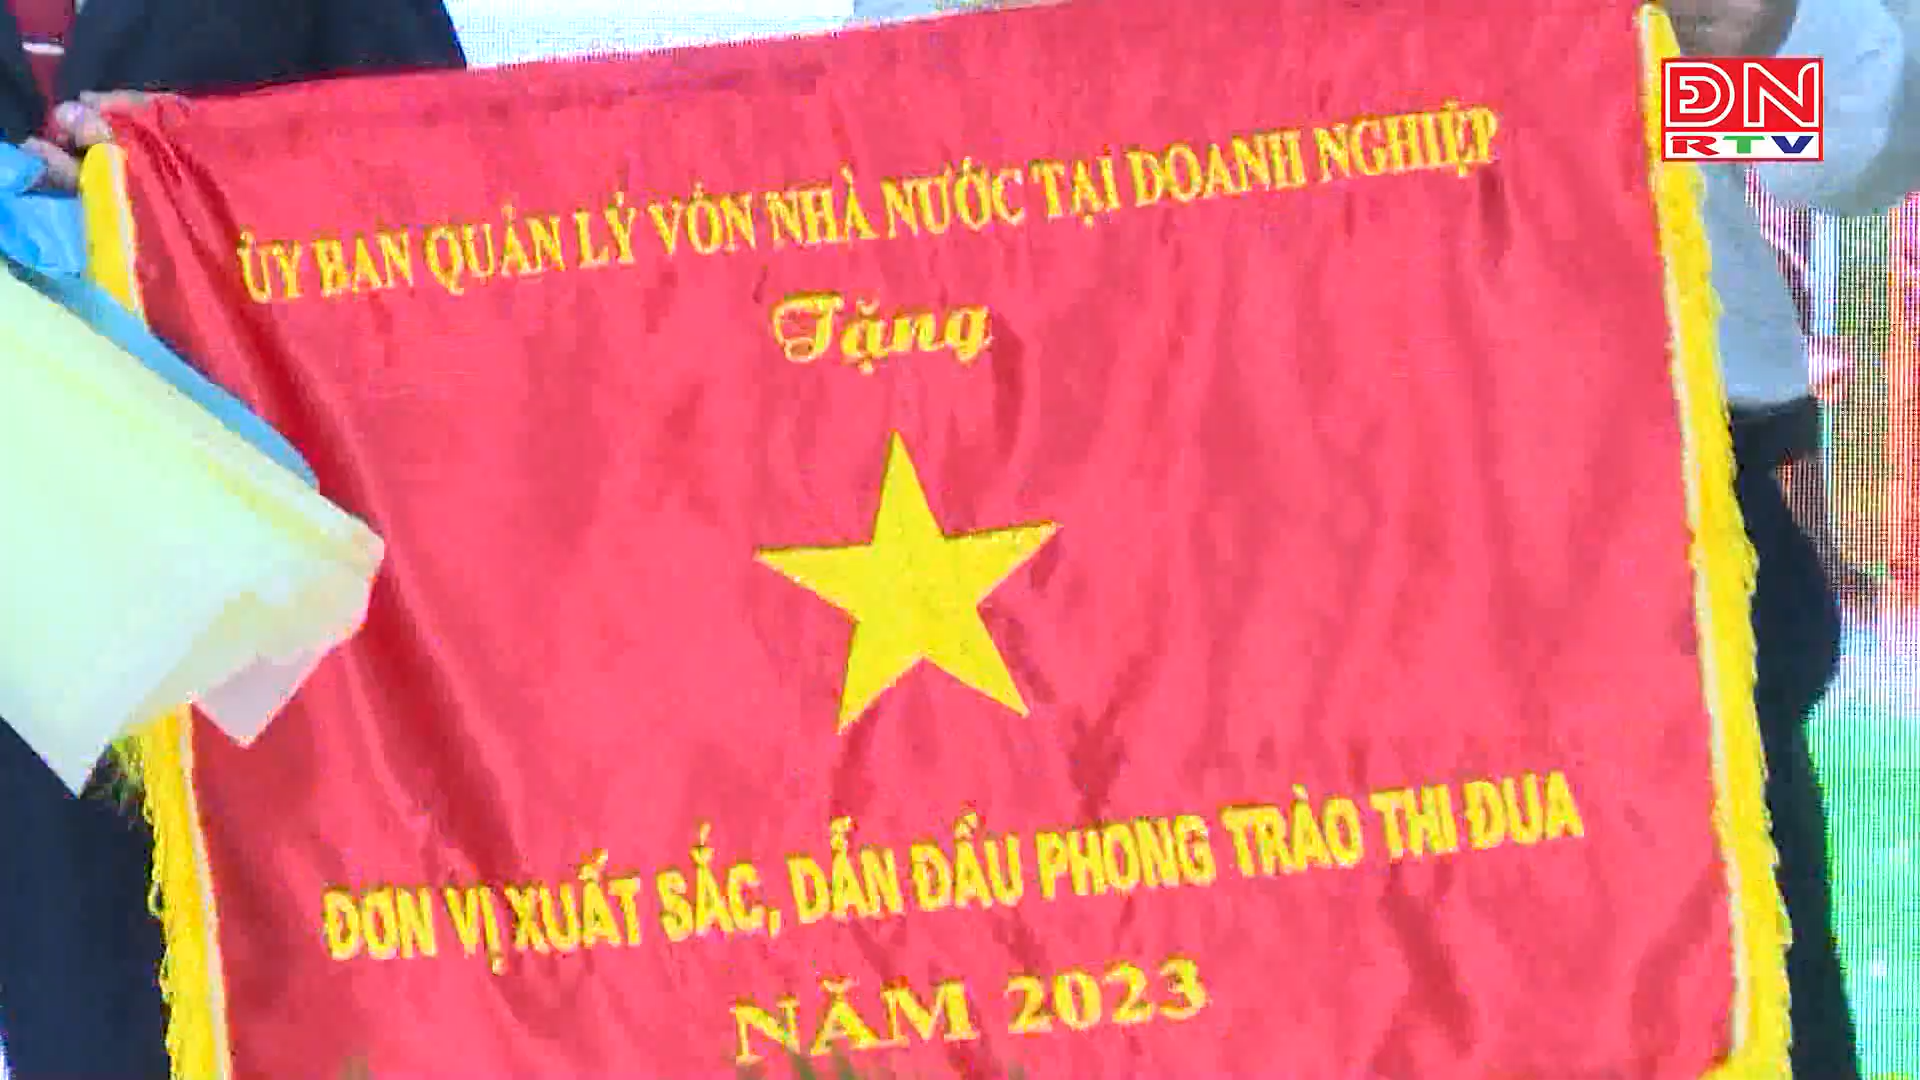 ỦY BAN QUẢN LÝ VỐN NHÀ NƯỚC TẠI DOANH NGHIỆP
Tặng
ĐƠN VỊ XUẤT SẮC, DẪN ĐẦU PHONG TRÀO THI ĐUA
NĂM 2023
ĐN
RTV